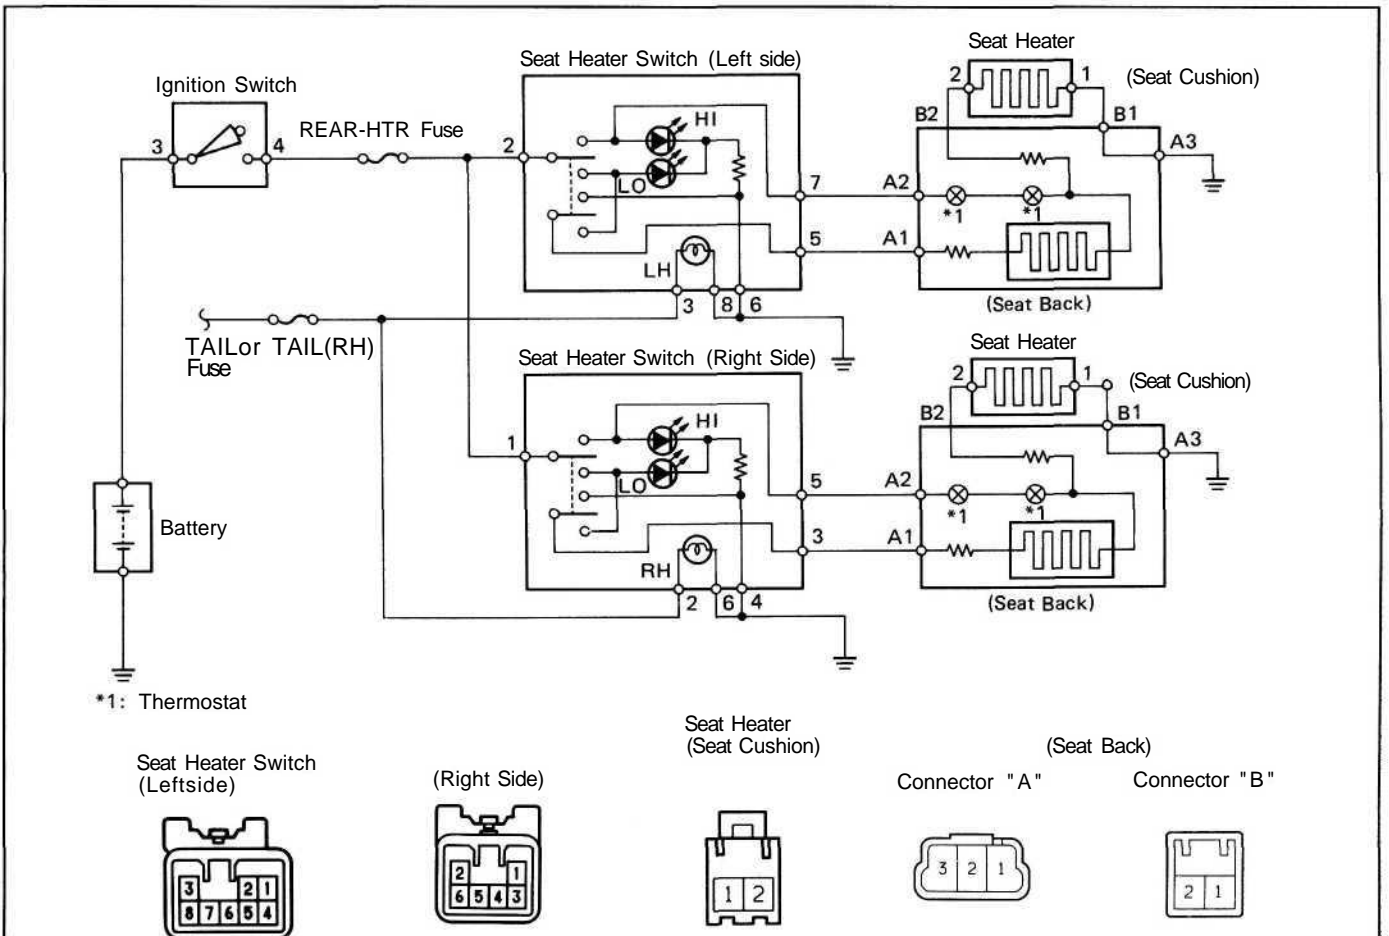 Seat Heater
Seat Heater Switch (Left side)
2 1 (Seat Cushion)
Ignition Switch
B2 B1
REAR-HTR Fuse
HI
3 4 2 A3
LO
7 A2
*1 *1
5 A1
LH
3 8 6
(Seat Back)
TAILor TAIL(RH)
Fuse
Seat Heater
Seat Heater Switch (Right Side)
2 1 (Seat Cushion)
B2 B1
HI
1 A3
LO
5 A2
*1 *1
Battery
3 A1
RH
2 6 4
(Seat Back)
*1: Thermostat
Seat Heater
(Seat Cushion)
(Seat Back)
Seat Heater Switch
(Leftside)
(Right Side)
Connector "A"
Connector "B"
3 2 1
8 7 6 5 4
2 1
6 5 4 3
1 2
3 2 1
2 1